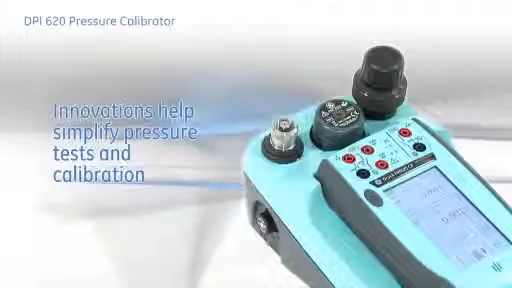 DPI 620 Pressure Calibrator
Innovations help
simplify pressure
tests and
calibration